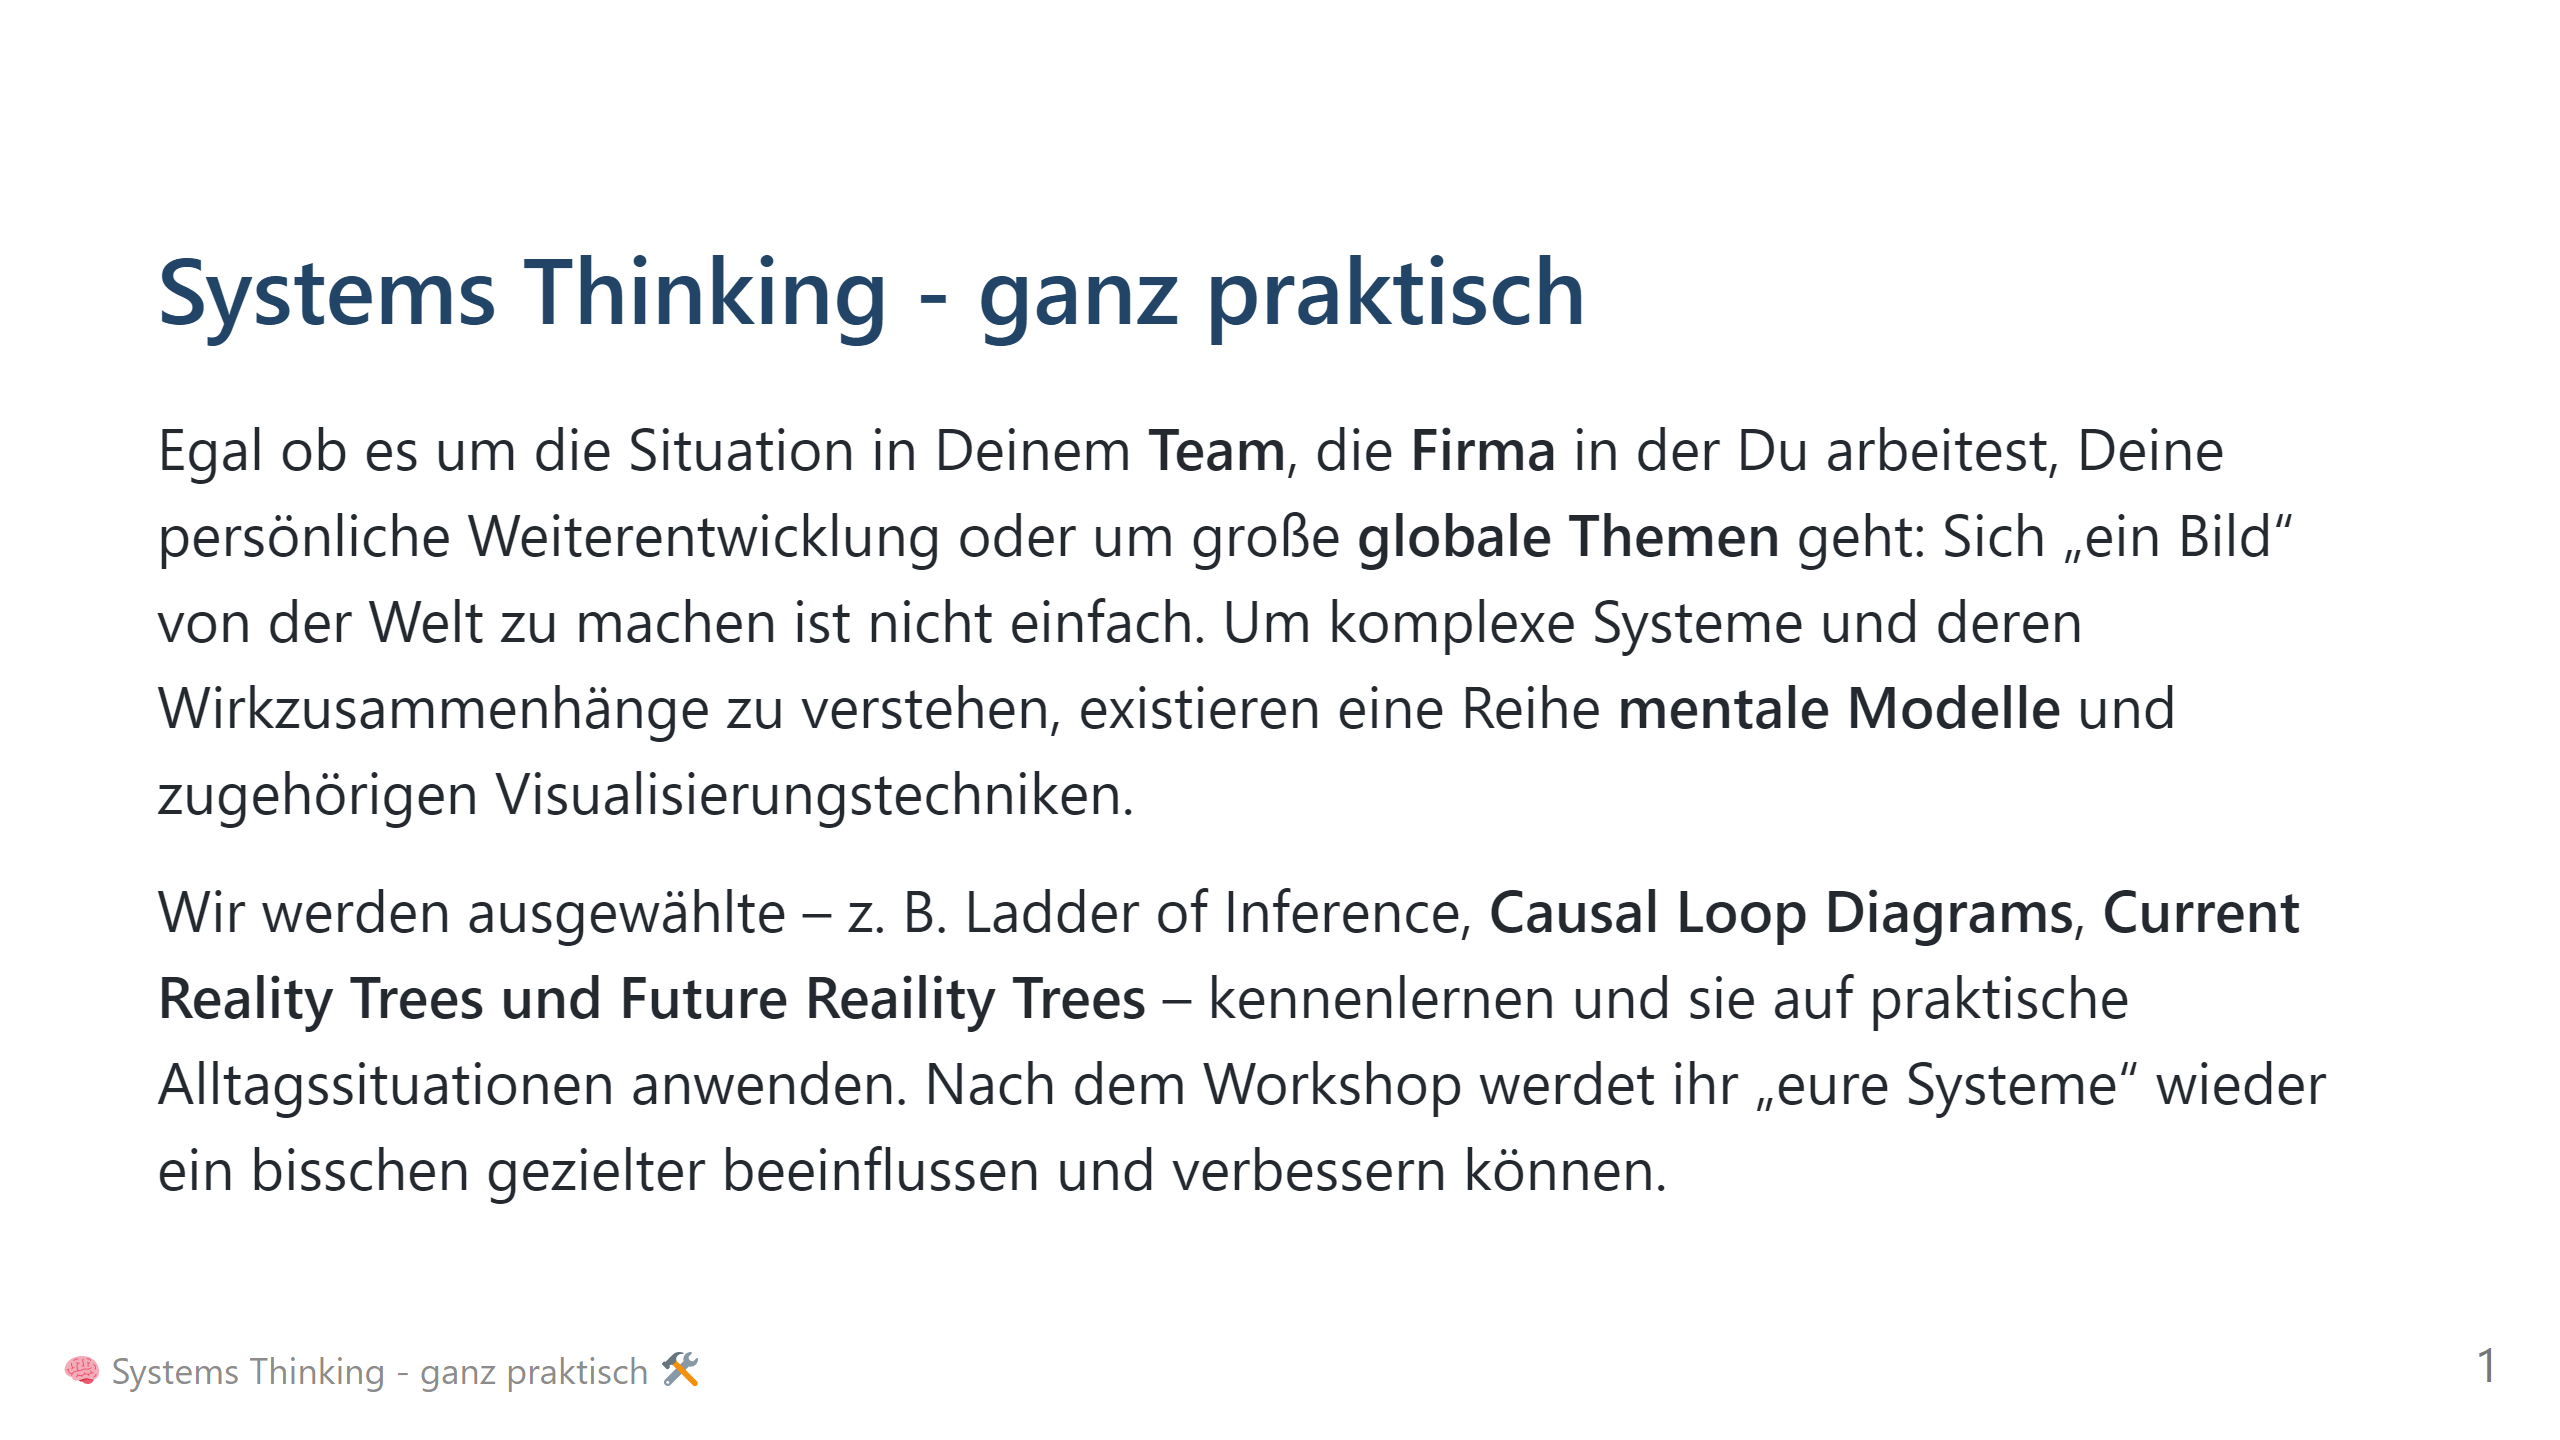 Systems Thinking - ganz praktisch
Egal ob es um die Situation in Deinem Team, die Firma in der Du arbeitest, Deine
persönliche Weiterentwicklung oder um große globale Themen geht: Sich „ein Bild“
von der Welt zu machen ist nicht einfach. Um komplexe Systeme und deren
Wirkzusammenhänge zu verstehen, existieren eine Reihe mentale Modelle und
zugehörigen Visualisierungstechniken.
Wir werden ausgewählte – z. B. Ladder of Inference, Causal Loop Diagrams, Current
Reality Trees und Future Reaility Trees – kennenlernen und sie auf praktische
Alltagssituationen anwenden. Nach dem Workshop werdet ihr „eure Systeme“ wieder
ein bisschen gezielter beeinflussen und verbessern können.
🧠 Systems Thinking - ganz praktisch 🛠️
1